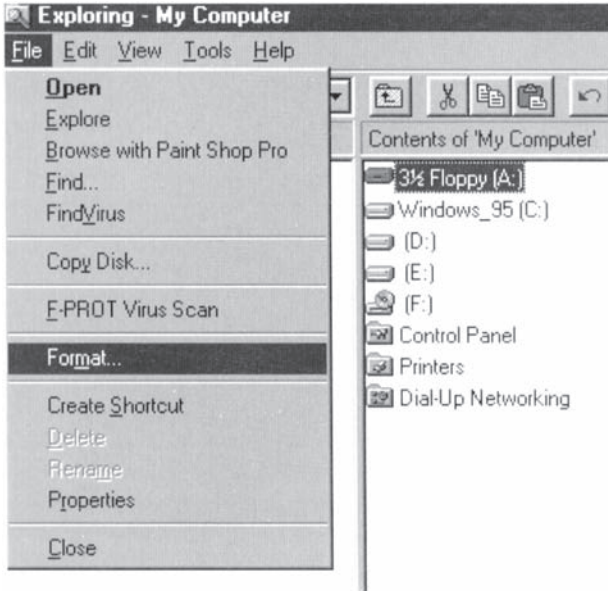 Exploring - My Computer
File Edit View Tools Help
Open
Explore
Browse with Paint Shop Pro
Find...
FindVirus
Copy Disk...
F-PROT Virus Scan
Format...
Create Shortcut
Delete
Rename
Properties
Close
Contents of 'My Computer'
3½ Floppy (A:)
Windows_95 (C:)
(D:)
(E:)
(F:)
Control Panel
Printers
Dial-Up Networking